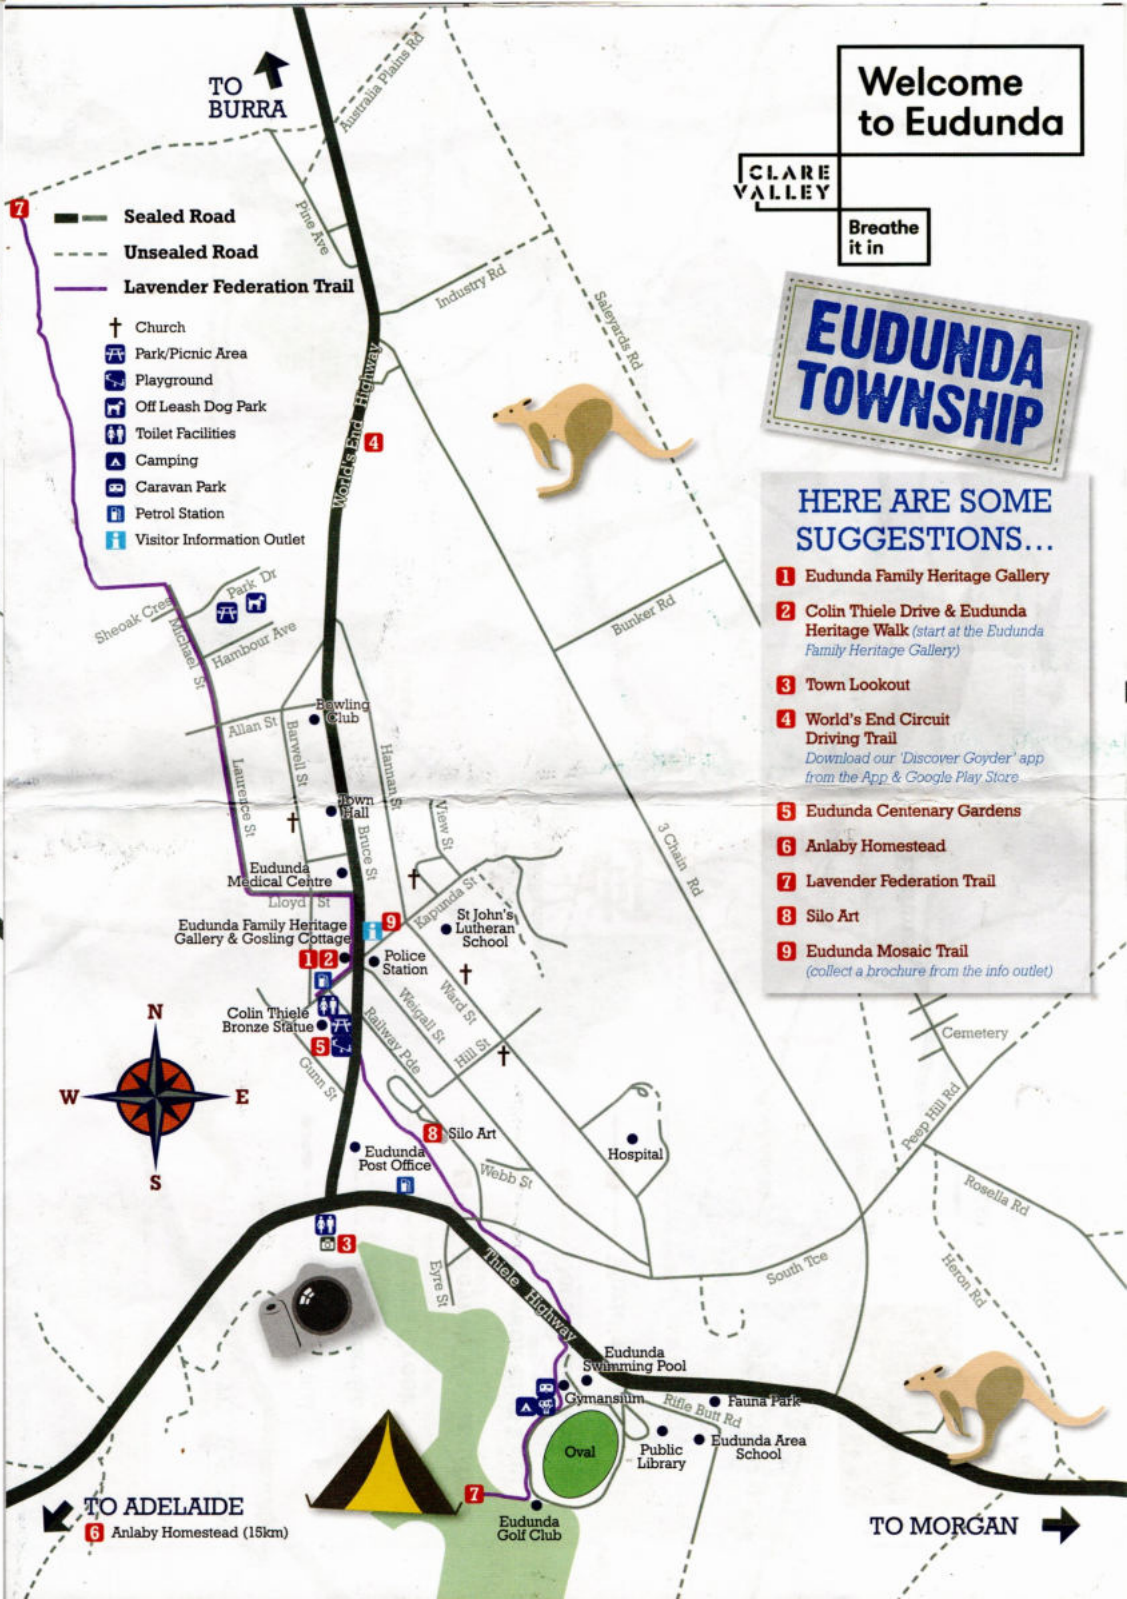 TO
BURRA
Australia Plains Rd
Welcome
to Eudunda
CLARE
VALLEY
Breathe
it in
7
Sealed Road
Unsealed Road
Lavender Federation Trail
Pine Ave
Industry Rd
Saleyards Rd
Church
Park/Picnic Area
Playground
Off Leash Dog Park
Toilet Facilities
Camping
Caravan Park
Petrol Station
Visitor Information Outlet
World's End Highway
4
EUDUNDA
TOWNSHIP
HERE ARE SOME
SUGGESTIONS...
1 Eudunda Family Heritage Gallery
2 Colin Thiele Drive & Eudunda
Heritage Walk (start at the Eudunda
Family Heritage Gallery)
3 Town Lookout
4 World's End Circuit
Driving Trail
Download our 'Discover Goyder' app
from the App & Google Play Store
5 Eudunda Centenary Gardens
6 Anlaby Homestead
7 Lavender Federation Trail
8 Silo Art
9 Eudunda Mosaic Trail
(collect a brochure from the info outlet)
Park Dr
Sheoak Cres
Michael St
Hambour Ave
Bunker Rd
Bowling
Club
Allan St
Barwell St
Hannan St
Laurence St
Town
Hall
View St
Bruce St
3 Chain Rd
Eudunda
Medical Centre
Lloyd St
Kapunda St
Eudunda Family Heritage
Gallery & Gosling Cottage
9
St John's
Lutheran
School
1 2
Police
Station
Ward St
Weigall St
Railway Pde
Hill St
Colin Thiele
Bronze Statue
5
Gunn St
N
W
E
S
Cemetery
Peep Hill Rd
8 Silo Art
Eudunda
Post Office
Webb St
Hospital
Rosella Rd
3
Eyre St
Thiele Highway
South Tce
Heron Rd
Eudunda
Swimming Pool
Gymansium
Rifle Butt Rd
Fauna Park
Oval
Public
Library
Eudunda Area
School
7
Eudunda
Golf Club
TO ADELAIDE
6 Anlaby Homestead (15km)
TO MORGAN